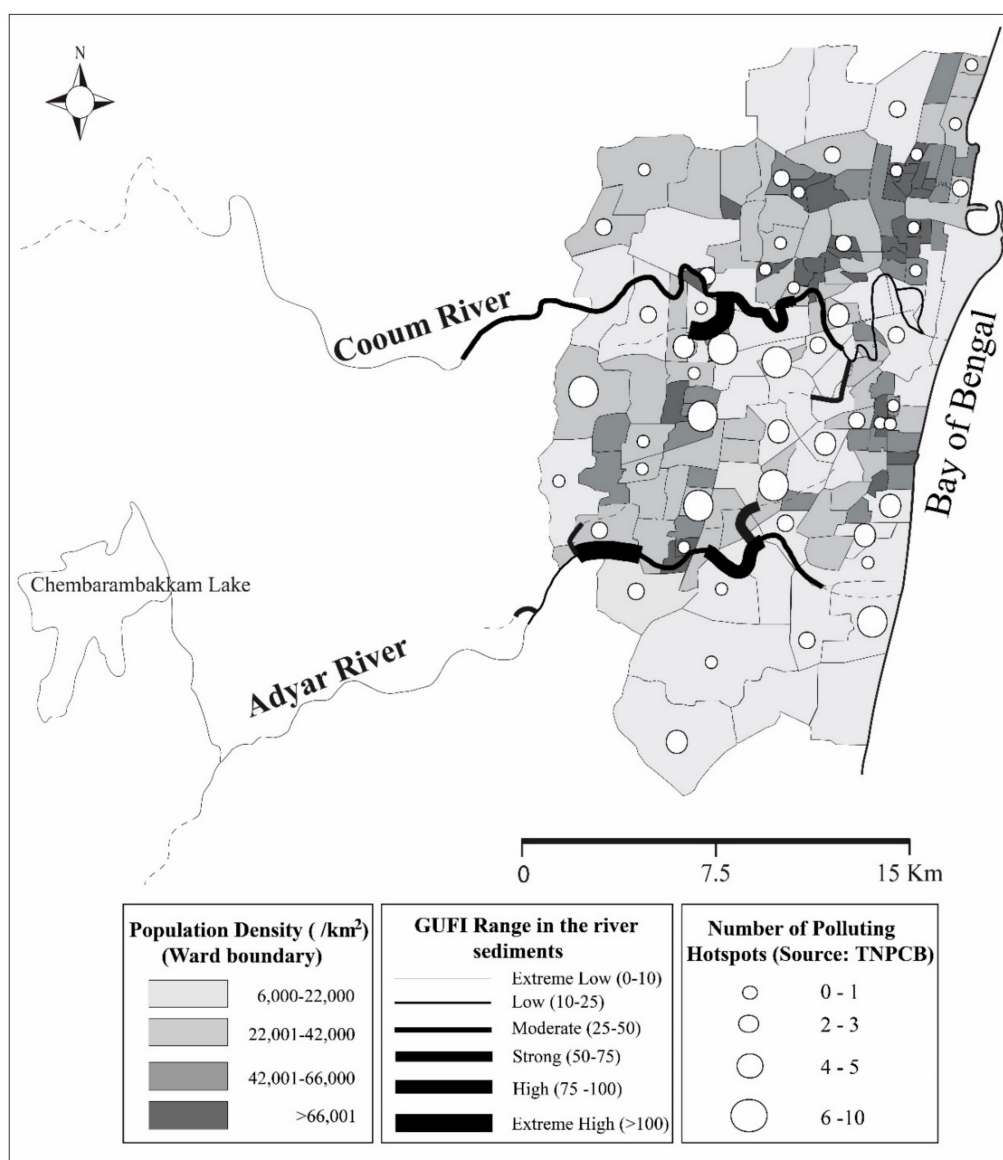 N
Cooum River
Bay of Bengal
Chembarambakkam Lake
Adyar River
0 7.5 15 Km
Population Density ( /km²)
(Ward boundary)
6,000-22,000
22,001-42,000
42,001-66,000
>66,001
GUFI Range in the river
sediments
Extreme Low (0-10)
Low (10-25)
Moderate (25-50)
Strong (50-75)
High (75 -100)
Extreme High (>100)
Number of Polluting
Hotspots (Source: TNPCB)
0 - 1
2 - 3
4 - 5
6 -10